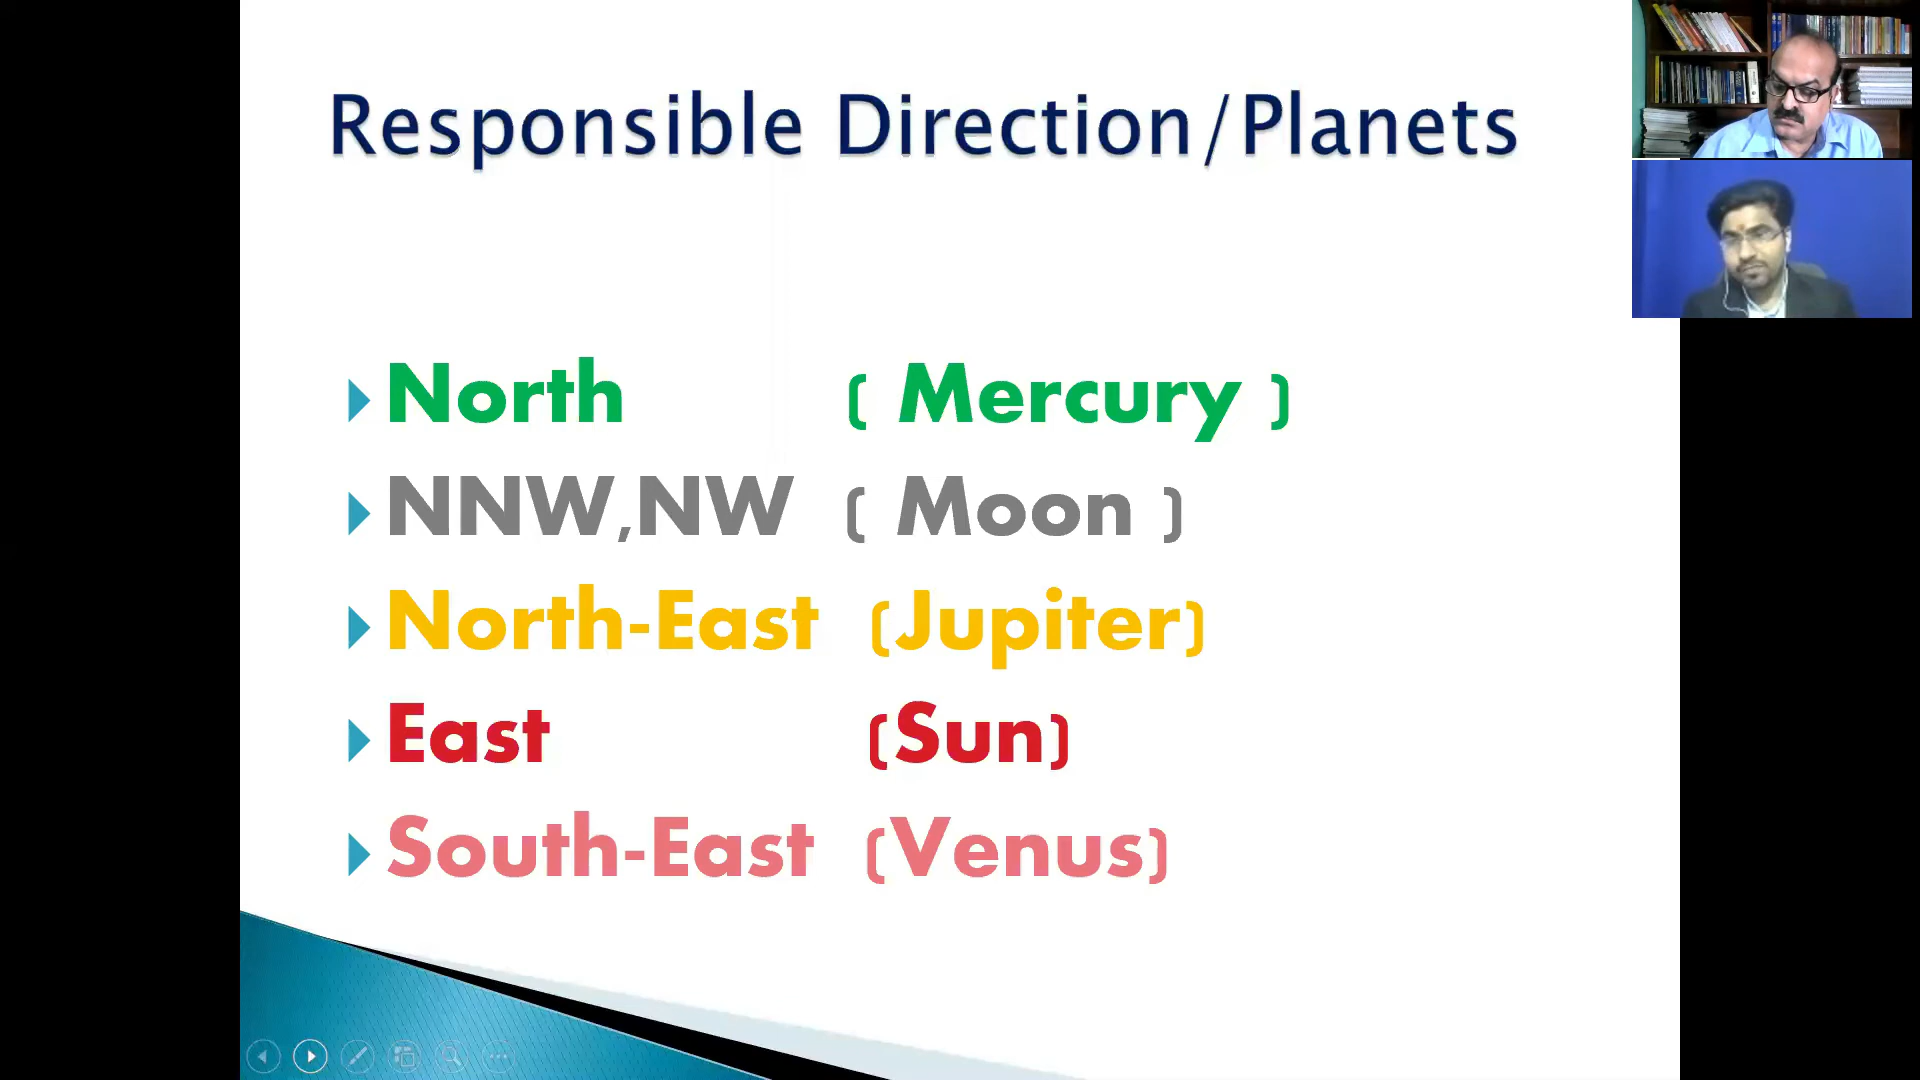 Responsible Direction/Planets
North ( Mercury )
NNW,NW ( Moon )
North-East (Jupiter)
East (Sun)
South-East (Venus)